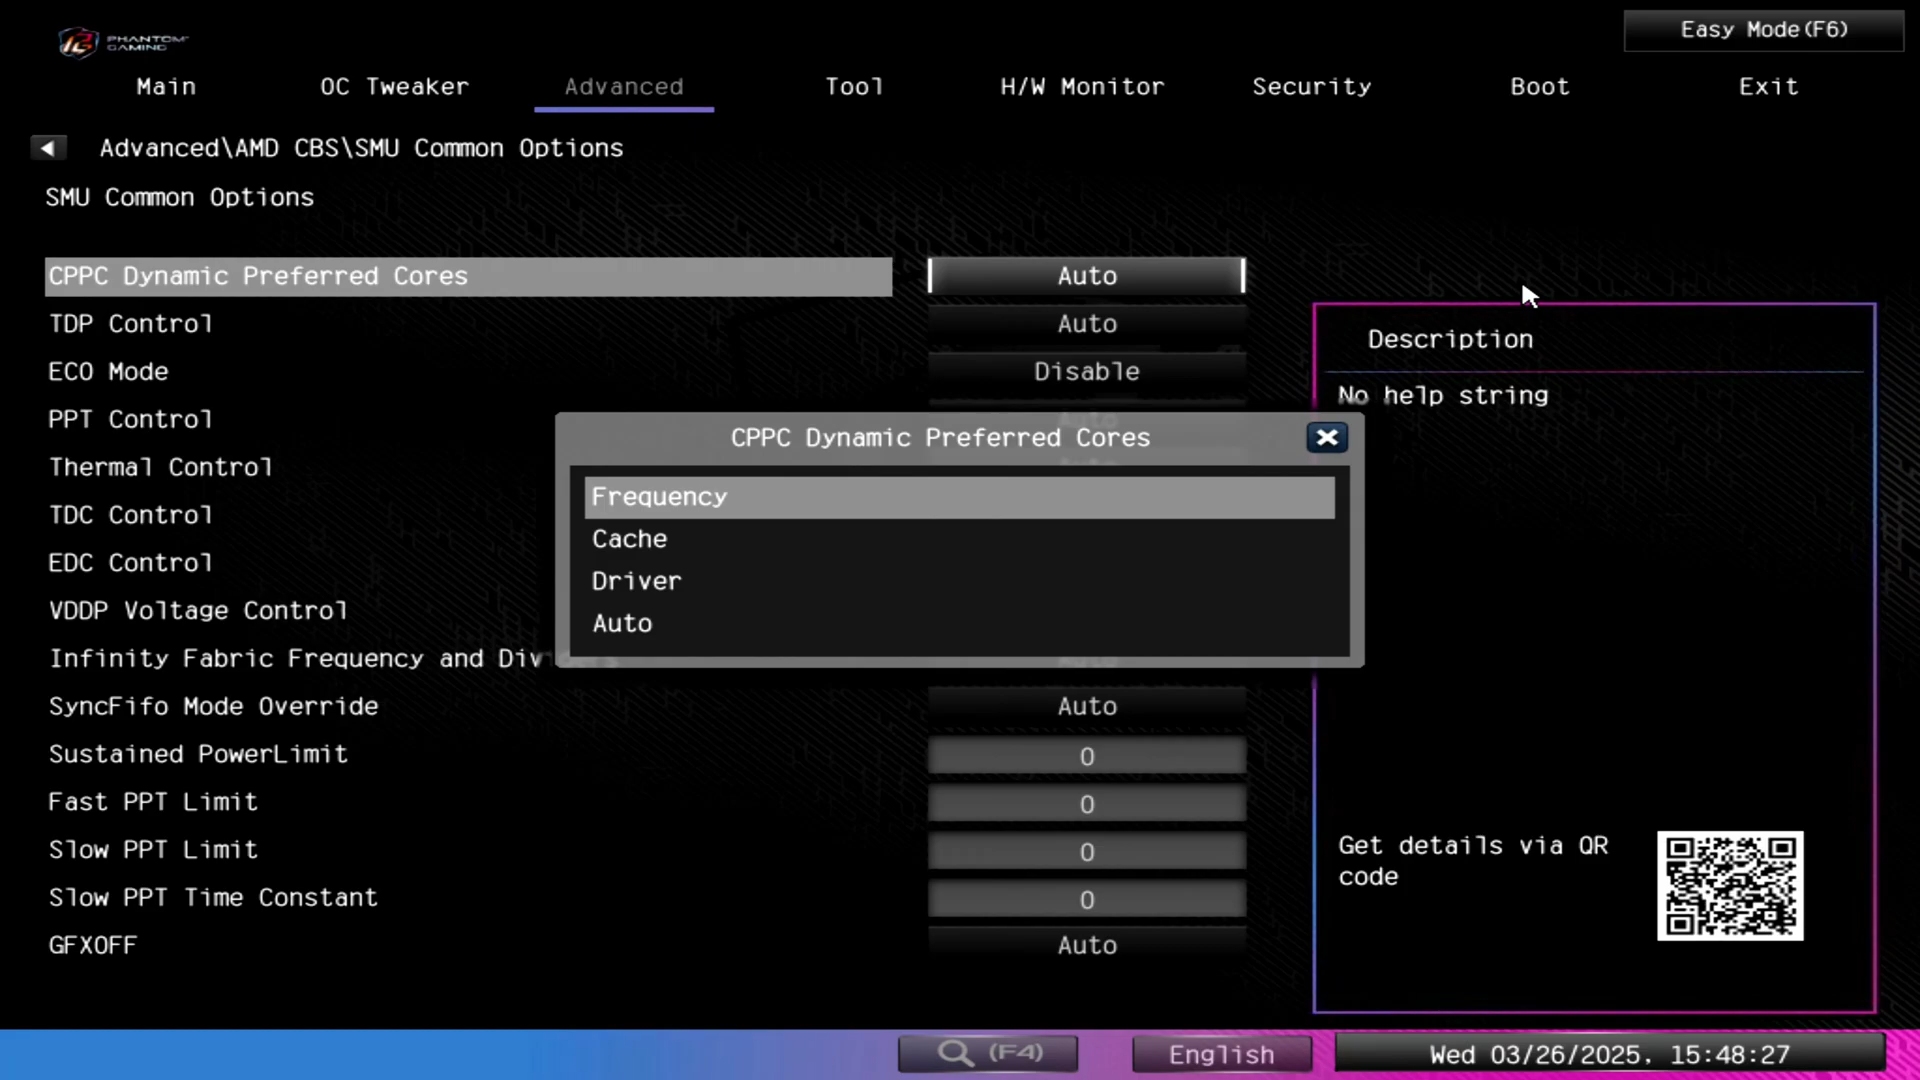 PHANTOM GAMING
Easy Mode(F6)
Main OC Tweaker Advanced Tool H/W Monitor Security Boot Exit
Advanced\AMD CBS\SMU Common Options
SMU Common Options
CPPC Dynamic Preferred Cores Auto
TDP Control Auto
ECO Mode Disable
PPT Control
Thermal Control
TDC Control
EDC Control
VDDP Voltage Control
Infinity Fabric Frequency and Dividers
SyncFifo Mode Override Auto
Sustained PowerLimit 0
Fast PPT Limit 0
Slow PPT Limit 0
Slow PPT Time Constant 0
GFXOFF Auto
CPPC Dynamic Preferred Cores
Frequency
Cache
Driver
Auto
Description
No help string
Get details via QR
code
(F4) English Wed 03/26/2025. 15:48:27